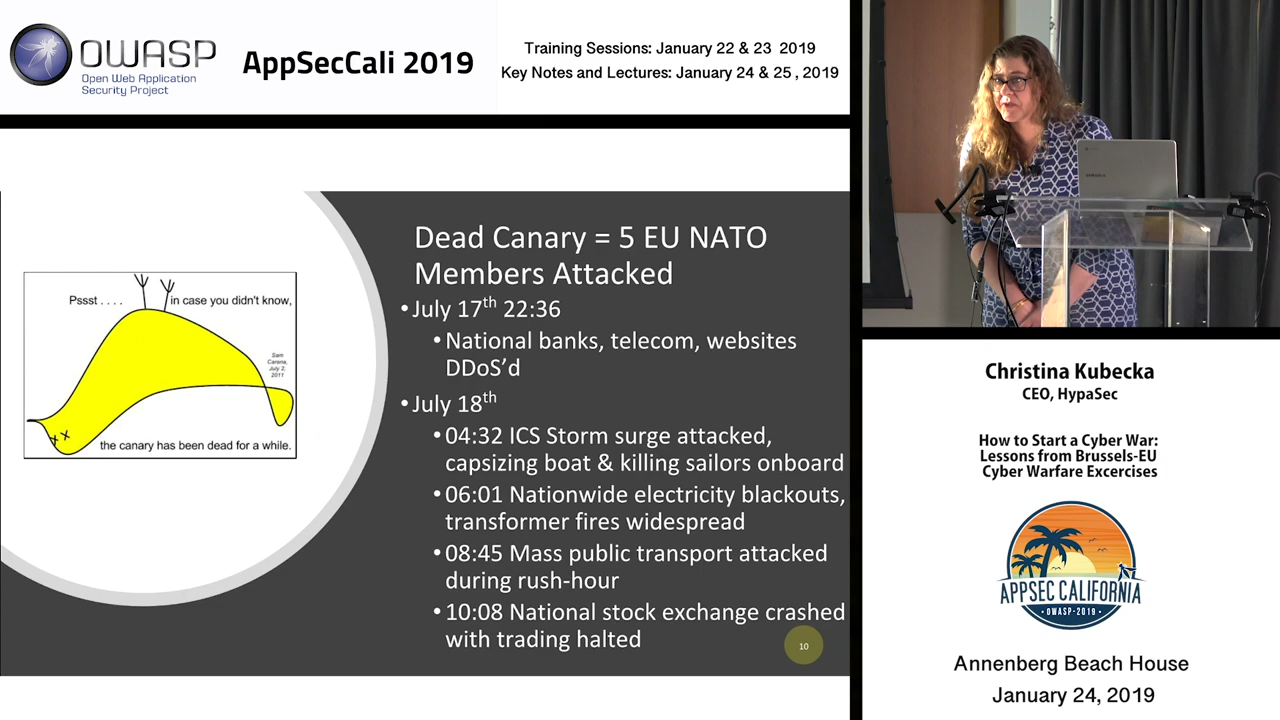 OWASP
Open Web Application
Security Project
AppSecCali 2019
Training Sessions: January 22 & 23 2019
Key Notes and Lectures: January 24 & 25 , 2019
Pssst . . . . in case you didn't know,
Sam
Carana,
July 2,
2011
the canary has been dead for a while.
Dead Canary = 5 EU NATO
Members Attacked
• July 17th 22:36
• National banks, telecom, websites
DDoS'd
• July 18th
• 04:32 ICS Storm surge attacked,
capsizing boat & killing sailors onboard
• 06:01 Nationwide electricity blackouts,
transformer fires widespread
• 08:45 Mass public transport attacked
during rush-hour
• 10:08 National stock exchange crashed
with trading halted
10
SAMSUNG
Christina Kubecka
CEO, HypaSec
How to Start a Cyber War:
Lessons from Brussels-EU
Cyber Warfare Excercises
APPSEC CALIFORNIA
• OWASP-2019 •
Annenberg Beach House
January 24, 2019